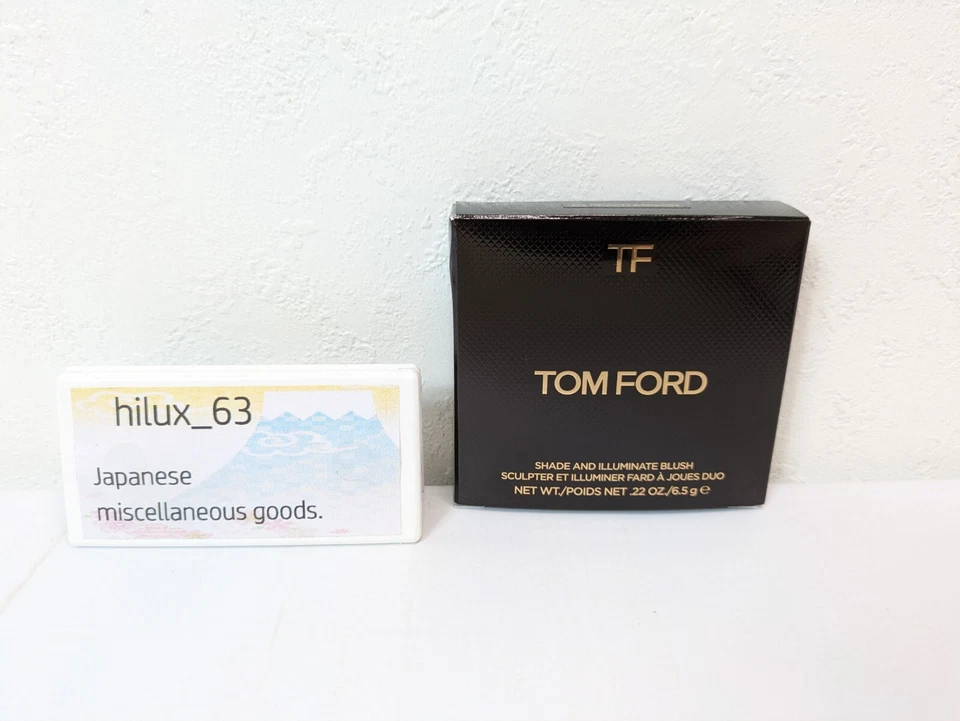 hilux_63
Japanese
miscellaneous goods.
TF
TOM FORD
SHADE AND ILLUMINATE BLUSH
SCULPTER ET ILLUMINER FARD À JOUES DUO
NET WT./POIDS NET .22 OZ./6.5 g ℮